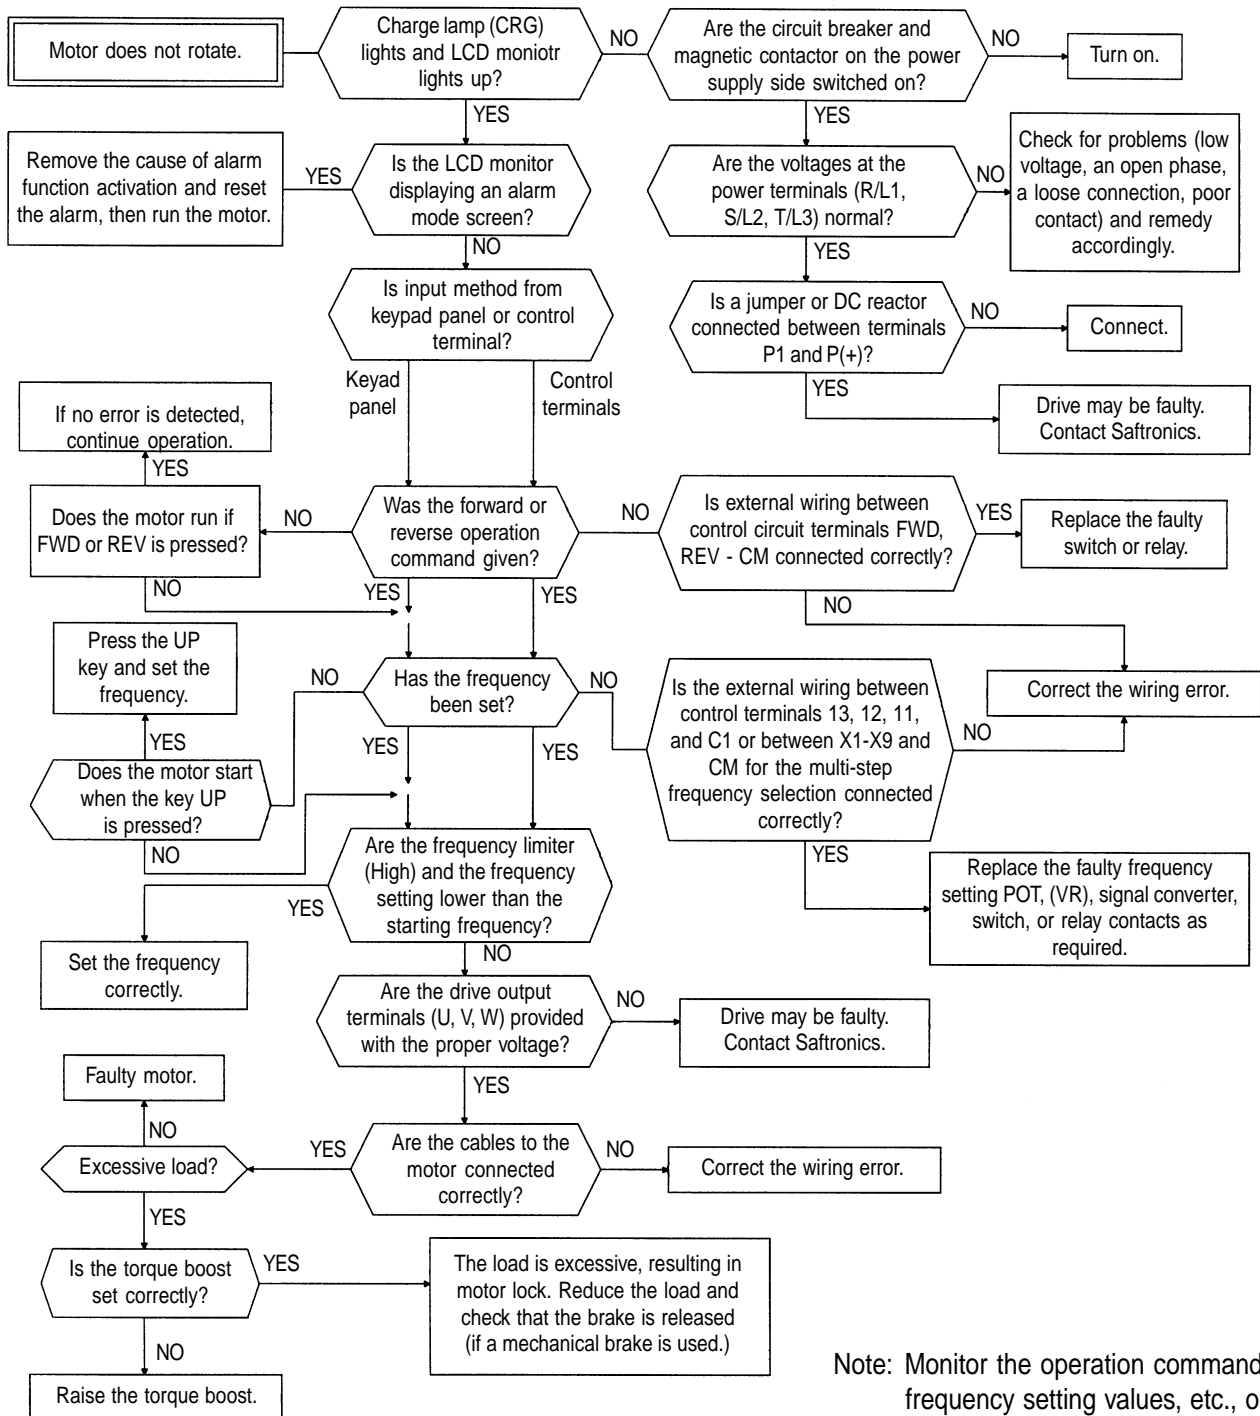 Motor does not rotate.
Charge lamp (CRG)
lights and LCD moniotr
lights up?
NO
Are the circuit breaker and
magnetic contactor on the power
supply side switched on?
NO
Turn on.
YES
YES
Remove the cause of alarm
function activation and reset
the alarm, then run the motor.
YES
Is the LCD monitor
displaying an alarm
mode screen?
Are the voltages at the
power terminals (R/L1,
S/L2, T/L3) normal?
NO
Check for problems (low
voltage, an open phase,
a loose connection, poor
contact) and remedy
accordingly.
NO
YES
Is input method from
keypad panel or control
terminal?
Is a jumper or DC reactor
connected between terminals
P1 and P(+)?
NO
Connect.
Keyad
panel
Control
terminals
YES
Drive may be faulty.
Contact Saftronics.
If no error is detected,
continue operation.
YES
Does the motor run if
FWD or REV is pressed?
NO
Was the forward or
reverse operation
command given?
NO
Is external wiring between
control circuit terminals FWD,
REV - CM connected correctly?
YES
Replace the faulty
switch or relay.
NO
YES
YES
NO
Press the UP
key and set the
frequency.
NO
Has the frequency
been set?
NO
Is the external wiring between
control terminals 13, 12, 11,
and C1 or between X1-X9 and
CM for the multi-step
frequency selection connected
correctly?
NO
Correct the wiring error.
YES
YES
YES
Does the motor start
when the key UP
is pressed?
NO
Are the frequency limiter
(High) and the frequency
setting lower than the
starting frequency?
YES
YES
Replace the faulty frequency
setting POT, (VR), signal converter,
switch, or relay contacts as
required.
Set the frequency
correctly.
NO
Are the drive output
terminals (U, V, W) provided
with the proper voltage?
NO
Drive may be faulty.
Contact Saftronics.
Faulty motor.
YES
NO
Excessive load?
YES
Are the cables to the
motor connected
correctly?
NO
Correct the wiring error.
YES
Is the torque boost
set correctly?
YES
The load is excessive, resulting in
motor lock. Reduce the load and
check that the brake is released
(if a mechanical brake is used.)
NO
Raise the torque boost.
Note: Monitor the operation command
frequency setting values, etc., o